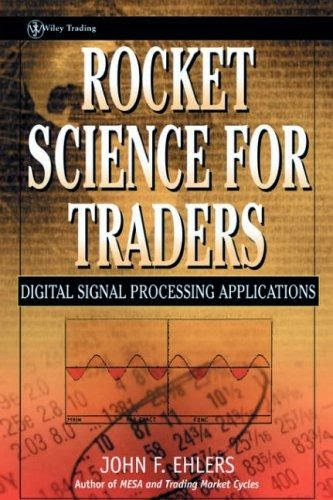 Wiley Trading
ROCKET
SCIENCE FOR
TRADERS
DIGITAL SIGNAL PROCESSING APPLICATIONS
JOHN F. EHLERS
Author of MESA and Trading Market Cycles